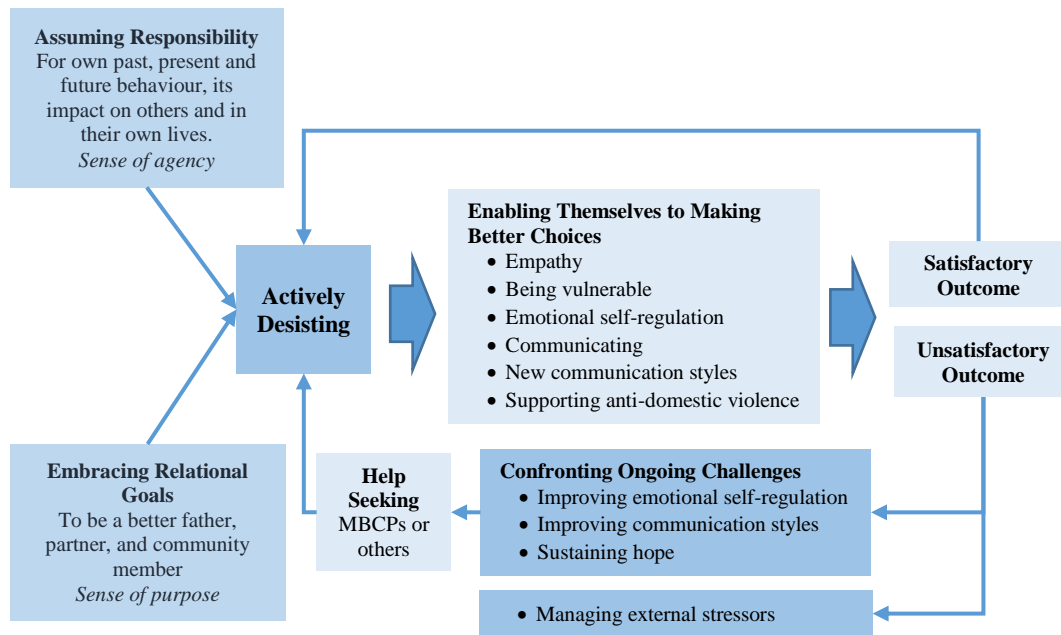 Assuming Responsibility
For own past, present and
future behaviour, its
impact on others and in
their own lives.
Sense of agency
Enabling Themselves to Making
Better Choices
• Empathy
• Being vulnerable
• Emotional self-regulation
• Communicating
• New communication styles
• Supporting anti-domestic violence
Actively
Desisting
Satisfactory
Outcome
Unsatisfactory
Outcome
Embracing Relational
Goals
To be a better father,
partner, and community
member
Sense of purpose
Help
Seeking
MBCPs or
others
Confronting Ongoing Challenges
• Improving emotional self-regulation
• Improving communication styles
• Sustaining hope
• Managing external stressors